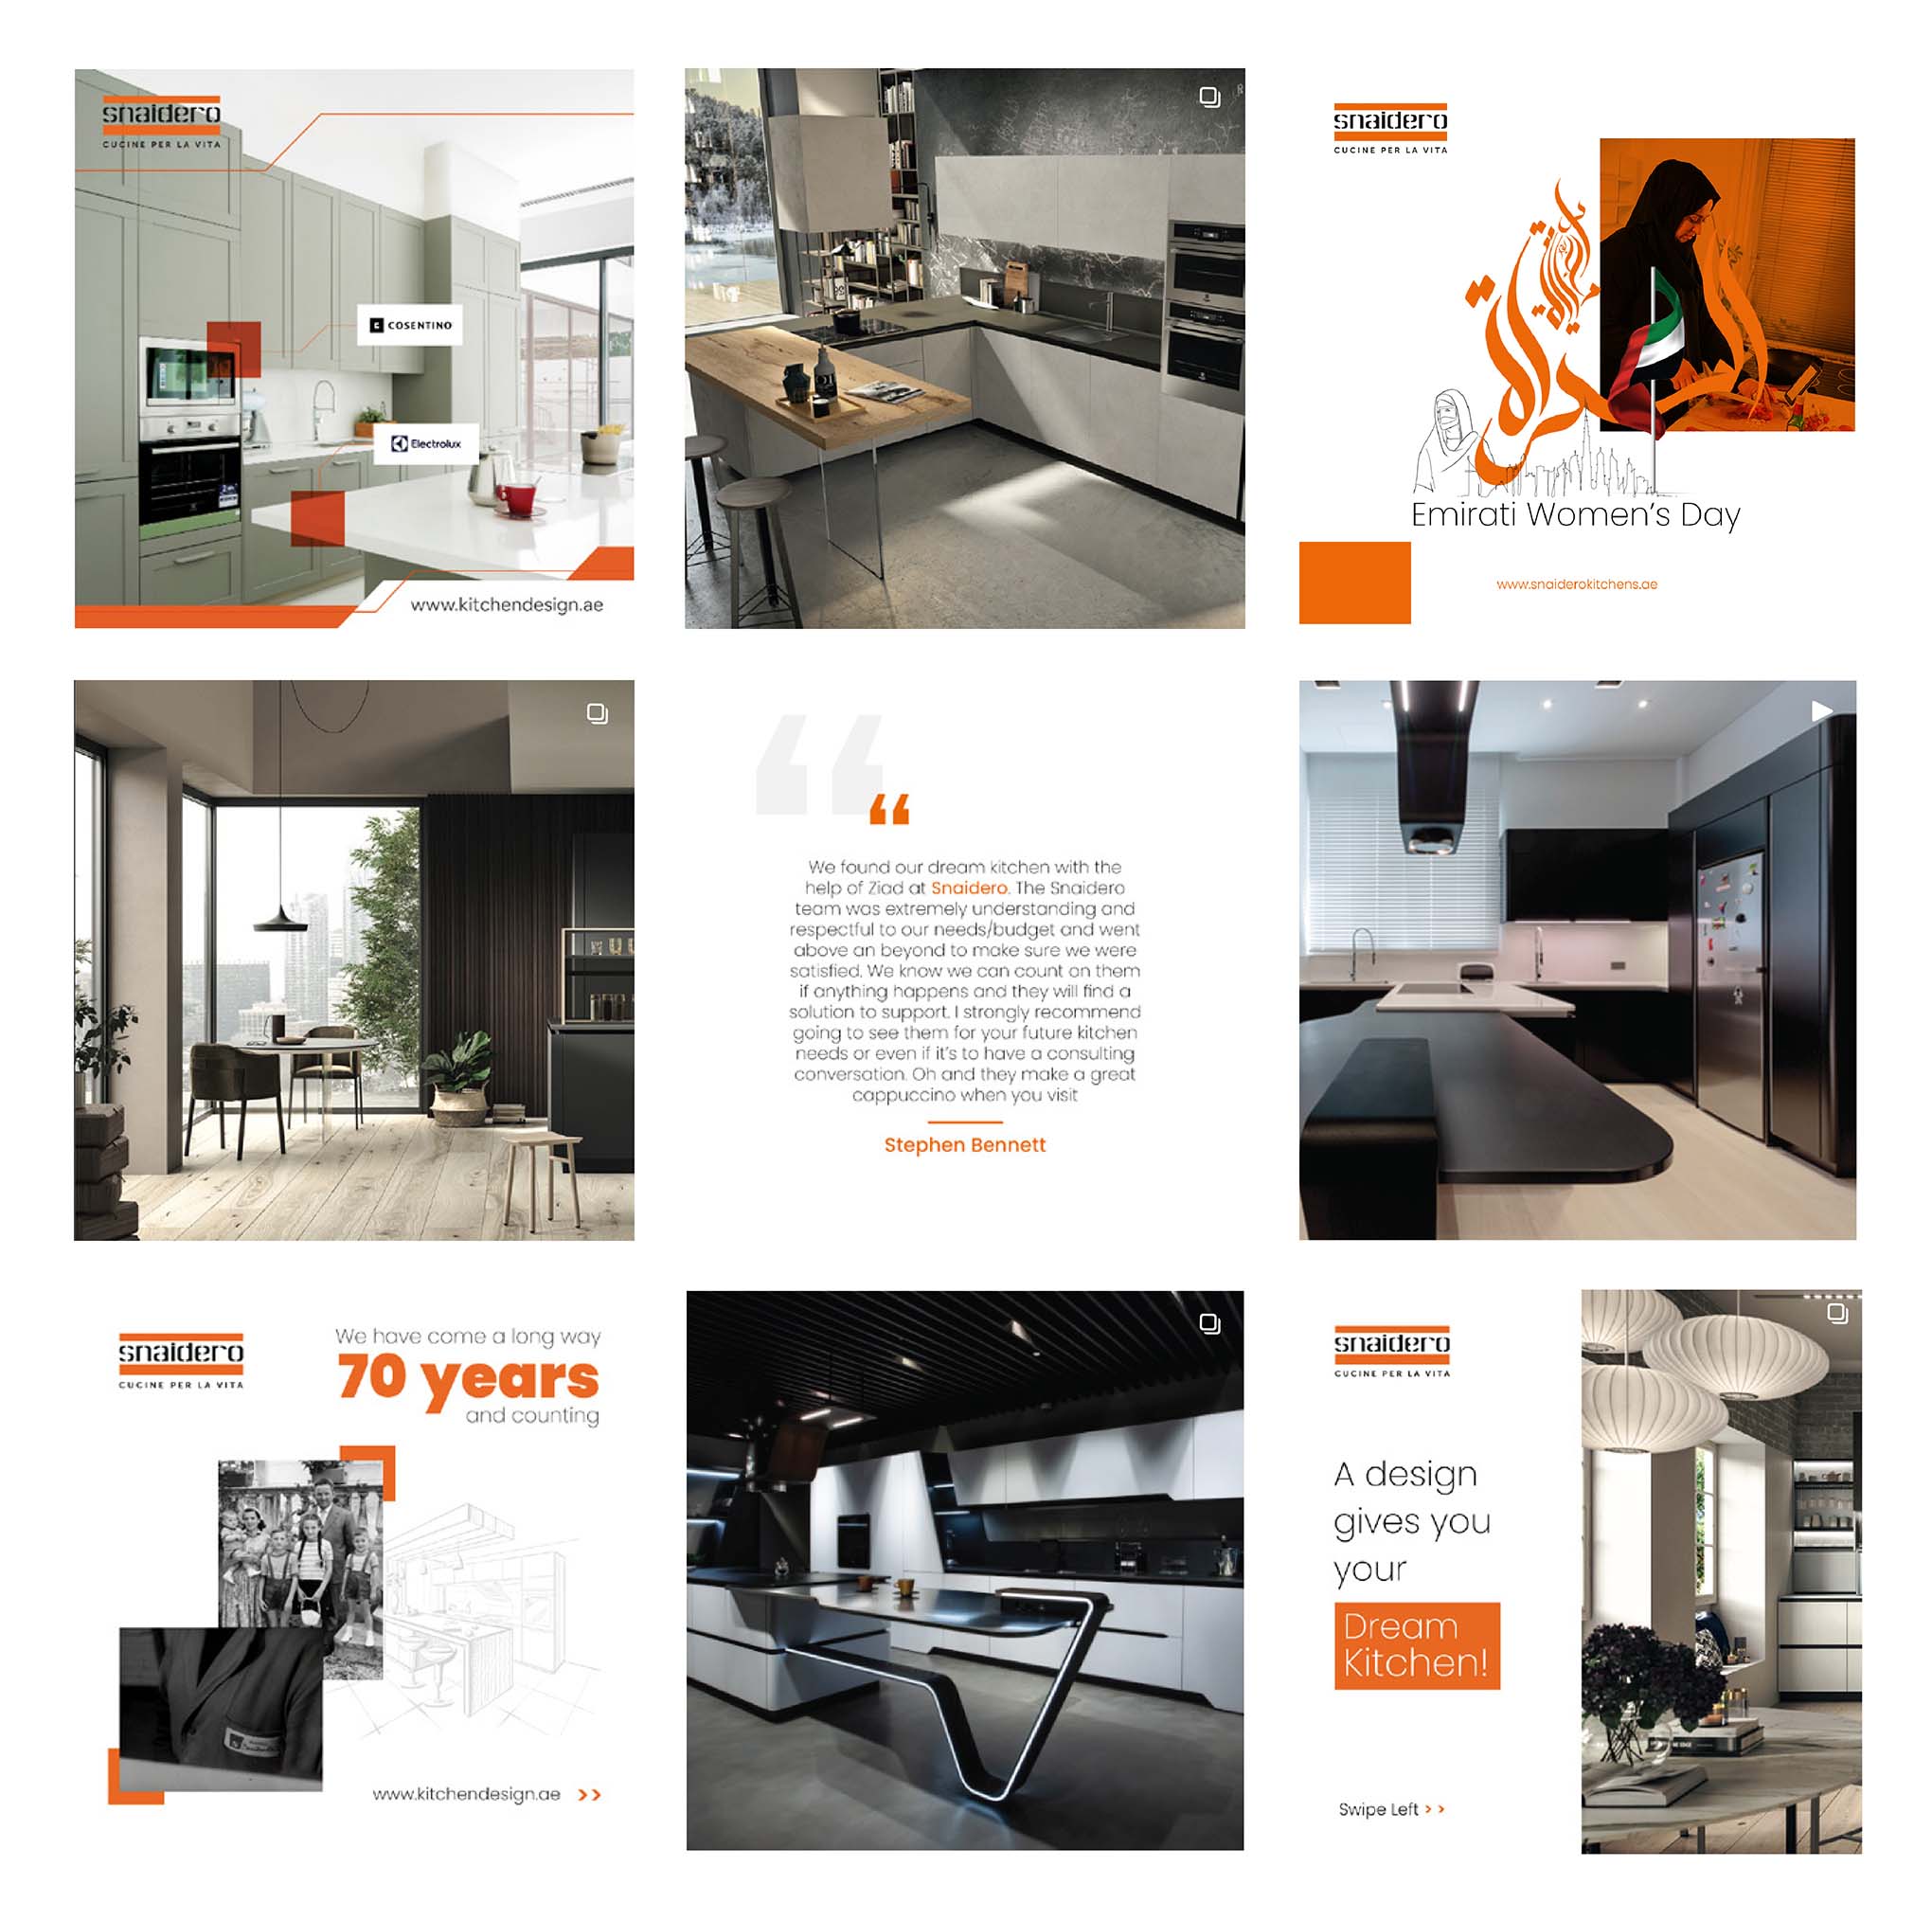 snaidero
CUCINE PER LA VITA
COSENTINO
Electrolux
www.kitchendesign.ae
snaidero
CUCINE PER LA VITA
Emirati Women's Day
www.snaiderokitchens.ae
We found our dream kitchen with the
help of Ziad at Snaidero. The Snaidero
team was extremely understanding and
respectful to our needs/budget and went
above an beyond to make sure we were
satisfied. We know we can count on them
if anything happens and they will find a
solution to support. I strongly recommend
going to see them for your future kitchen
needs or even if it's to have a consulting
conversation. Oh and they make a great
cappuccino when you visit
Stephen Bennett
snaidero
CUCINE PER LA VITA
We have come a long way
70 years
and counting
www.kitchendesign.ae >>
snaidero
CUCINE PER LA VITA
A design
gives you
your
Dream
Kitchen!
Swipe Left > >